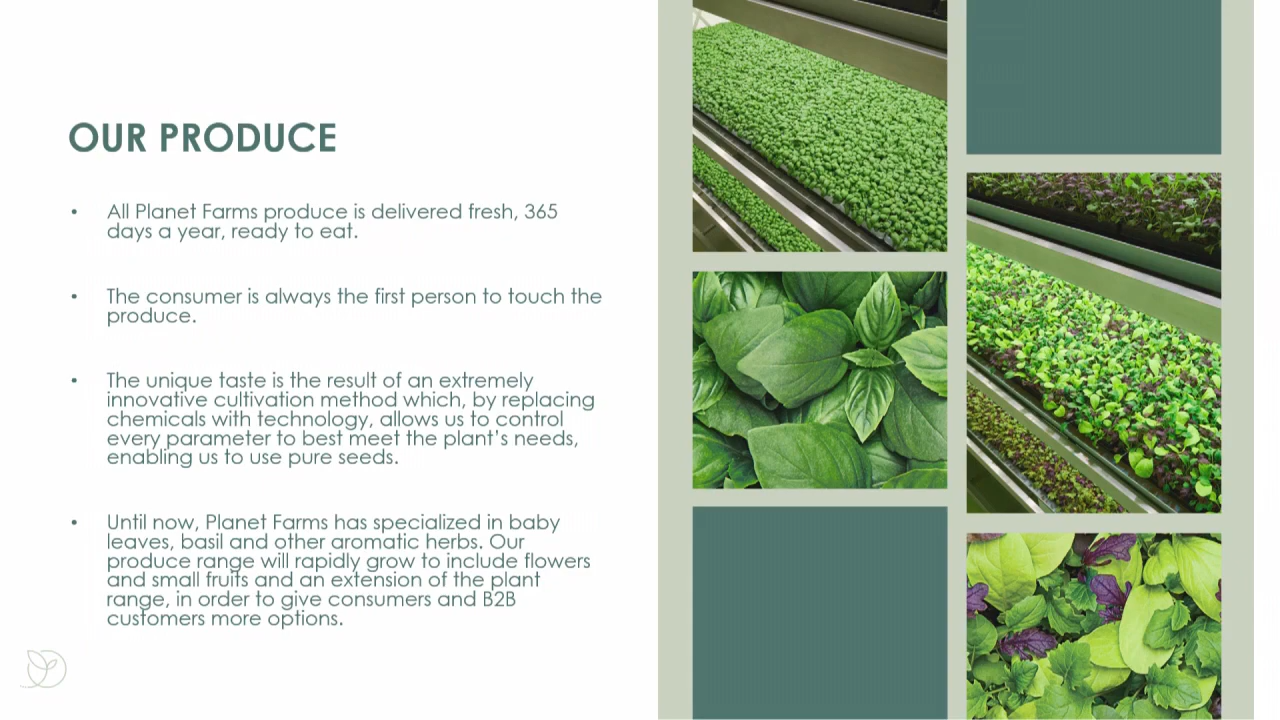 OUR PRODUCE
• All Planet Farms produce is delivered fresh, 365
days a year, ready to eat.
• The consumer is always the first person to touch the
produce.
• The unique taste is the result of an extremely
innovative cultivation method which, by replacing
chemicals with technology, allows us to control
every parameter to best meet the plant's needs,
enabling us to use pure seeds.
• Until now, Planet Farms has specialized in baby
leaves, basil and other aromatic herbs. Our
produce range will rapidly grow to include flowers
and small fruits and an extension of the plant
range, in order to give consumers and B2B
customers more options.